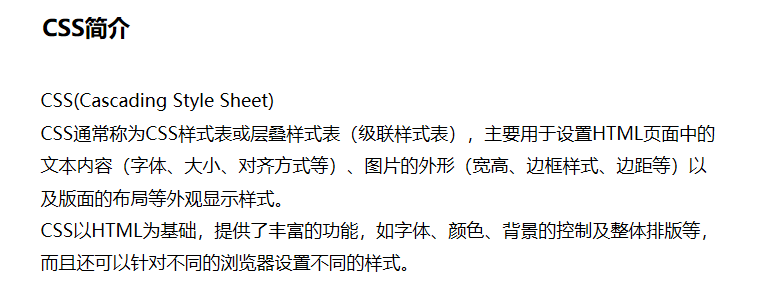 CSS简介
CSS(Cascading Style Sheet)
CSS通常称为CSS样式表或层叠样式表（级联样式表），主要用于设置HTML页面中的
文本内容（字体、大小、对齐方式等）、图片的外形（宽高、边框样式、边距等）以
及版面的布局等外观显示样式。
CSS以HTML为基础，提供了丰富的功能，如字体、颜色、背景的控制及整体排版等，
而且还可以针对不同的浏览器设置不同的样式。